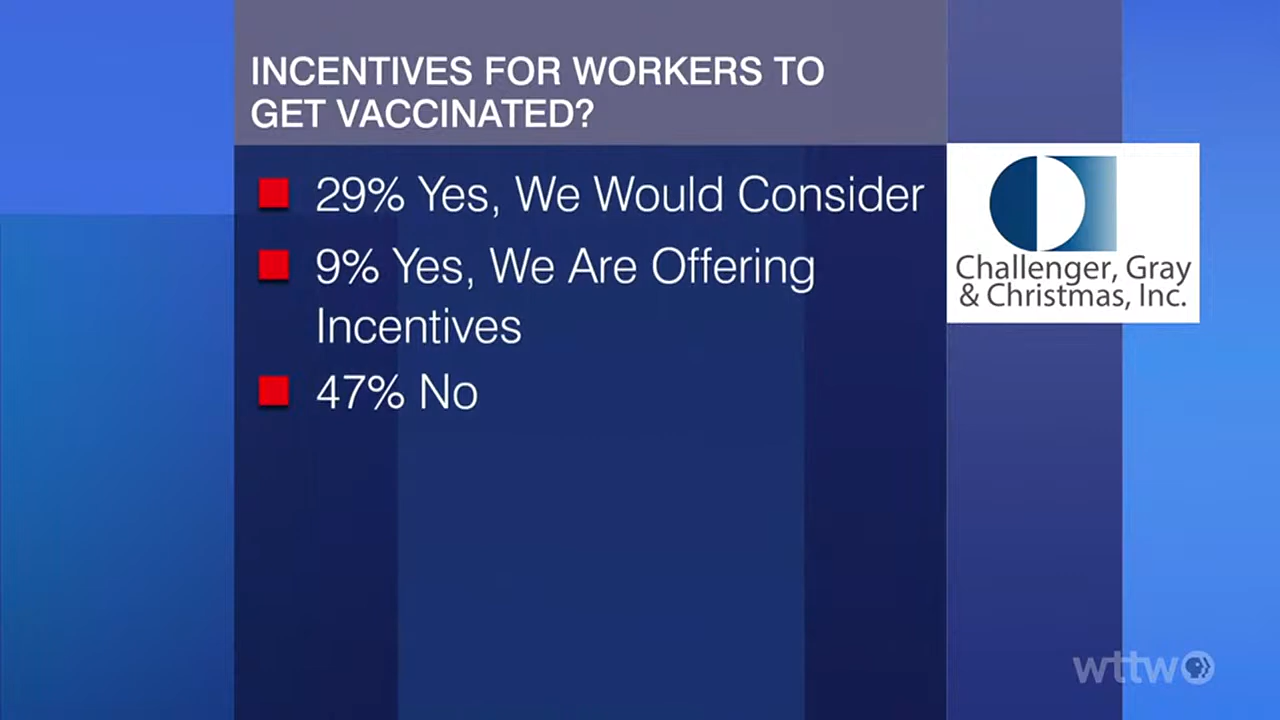 INCENTIVES FOR WORKERS TO
GET VACCINATED?
29% Yes, We Would Consider
9% Yes, We Are Offering
Incentives
47% No
Challenger, Gray
& Christmas, Inc.
wttw